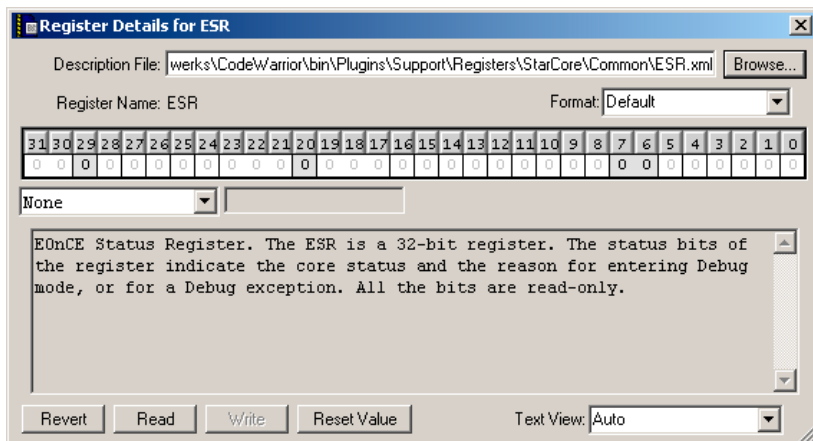 Register Details for ESR
Description File: werks\CodeWarrior\bin\Plugins\Support\Registers\StarCore\Common\ESR.xml Browse...
Register Name: ESR Format: Default
31 30 29 28 27 26 25 24 23 22 21 20 19 18 17 16 15 14 13 12 11 10 9 8 7 6 5 4 3 2 1 0
0 0 0 0 0 0 0 0 0 0 0 0 0 0 0 0 0 0 0 0 0 0 0 0 0 0 0 0 0 0 0 0
None
EOnCE Status Register. The ESR is a 32-bit register. The status bits of
the register indicate the core status and the reason for entering Debug
mode, or for a Debug exception. All the bits are read-only.
Revert Read Write Reset Value Text View: Auto